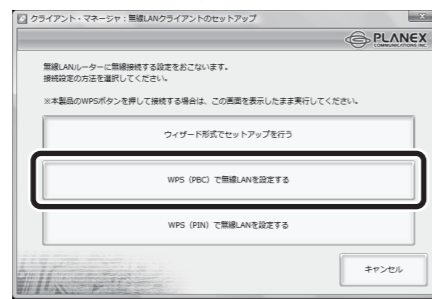 クライアント・マネージャ：無線LANクライアントのセットアップ
PLANEX
COMMUNICATIONS INC.
無線LANルーターに無線接続する設定をおこないます。
接続設定の方法を選択してください。
※本製品のWPSボタンを押して接続する場合は、この画面を表示したまま実行してください。
ウィザード形式でセットアップを行う
WPS（PBC）で無線LANを設定する
WPS（PIN）で無線LANを設定する
キャンセル